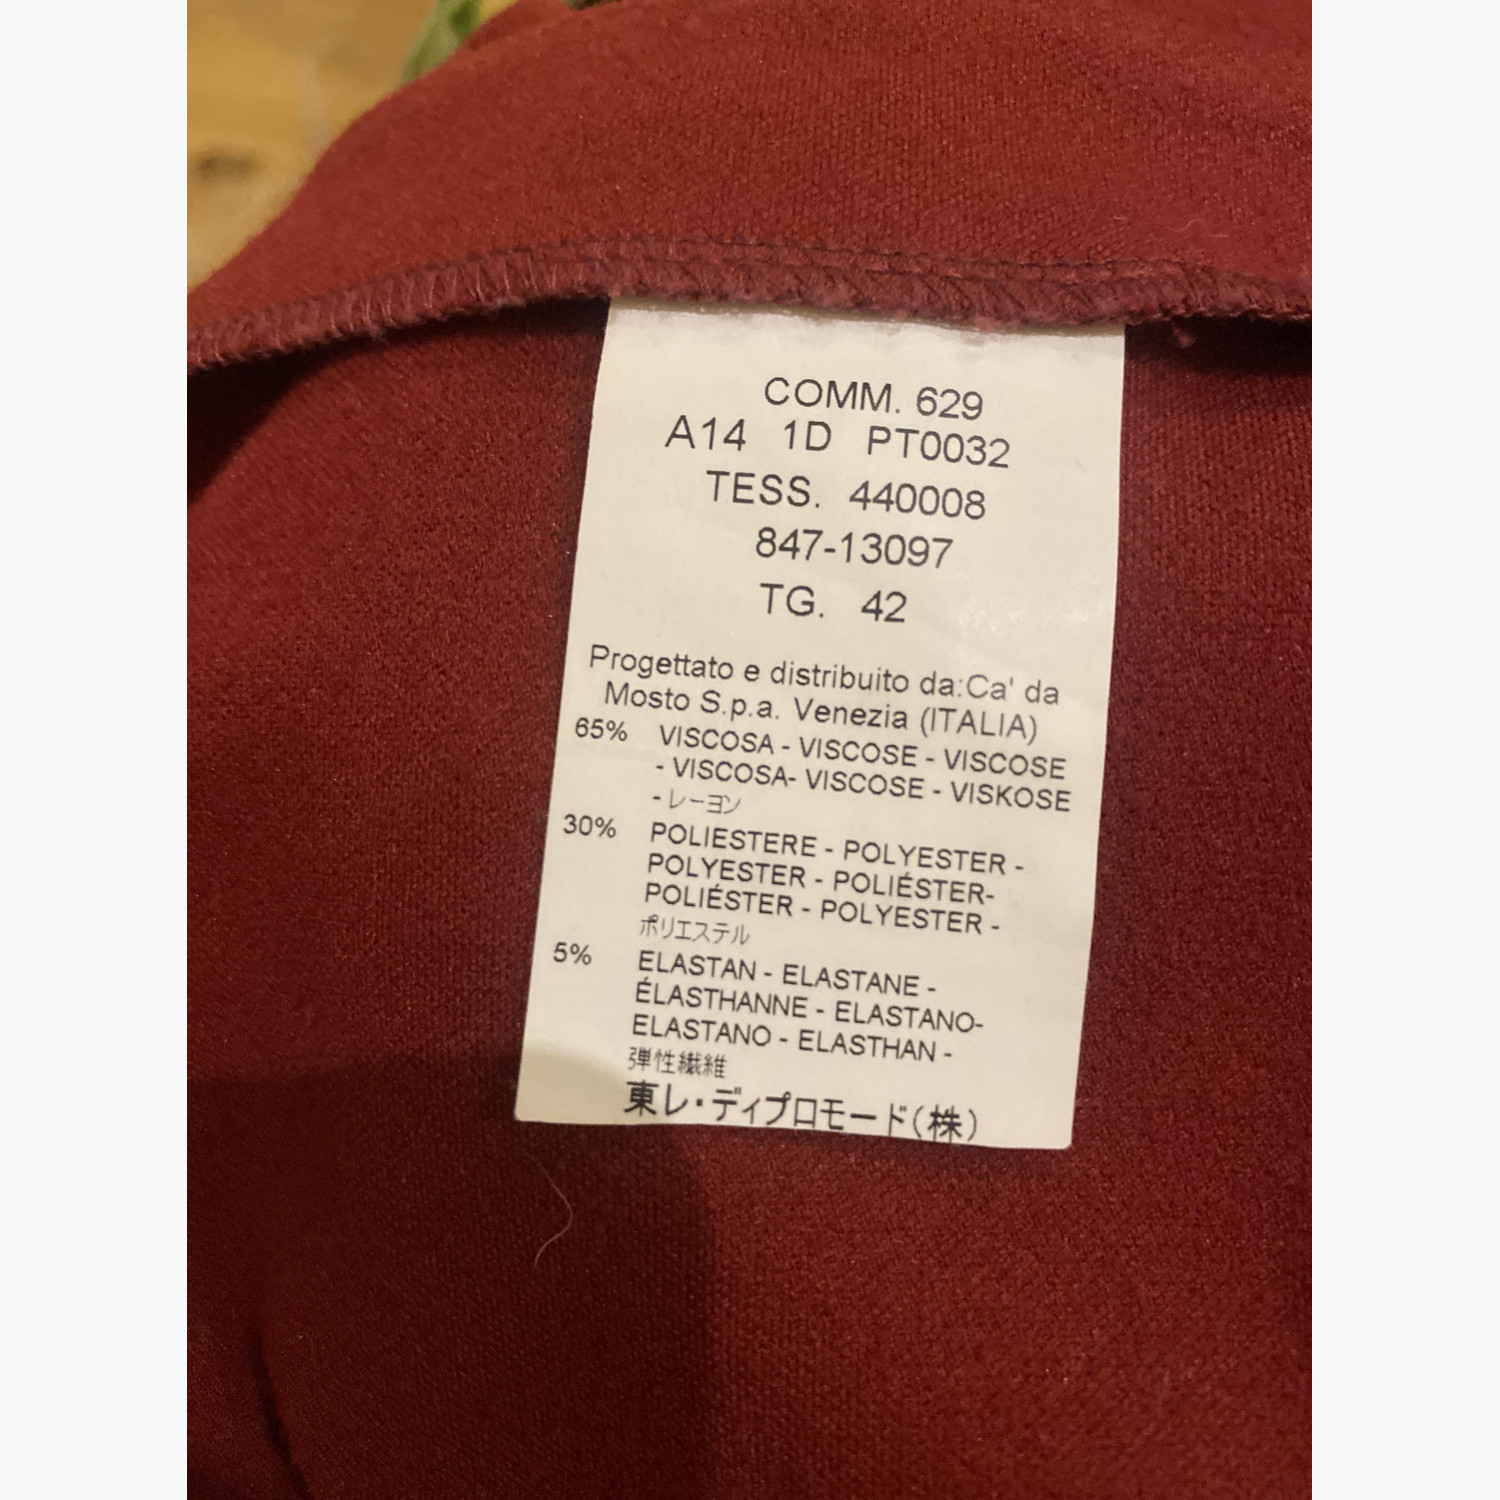 COMM. 629
A14 1D PT0032
TESS. 440008
847-13097
TG. 42
Progettato e distribuito da:Ca' da
Mosto S.p.a. Venezia (ITALIA)
65% VISCOSA - VISCOSE - VISCOSE
- VISCOSA- VISCOSE - VISKOSE
- レーヨン
30% POLIESTERE - POLYESTER -
POLYESTER - POLIÉSTER-
POLIÉSTER - POLYESTER -
ポリエステル
5% ELASTAN - ELASTANE -
ÉLASTHANNE - ELASTANO-
ELASTANO - ELASTHAN -
弾性繊維
東レ・ディプロモード(株)